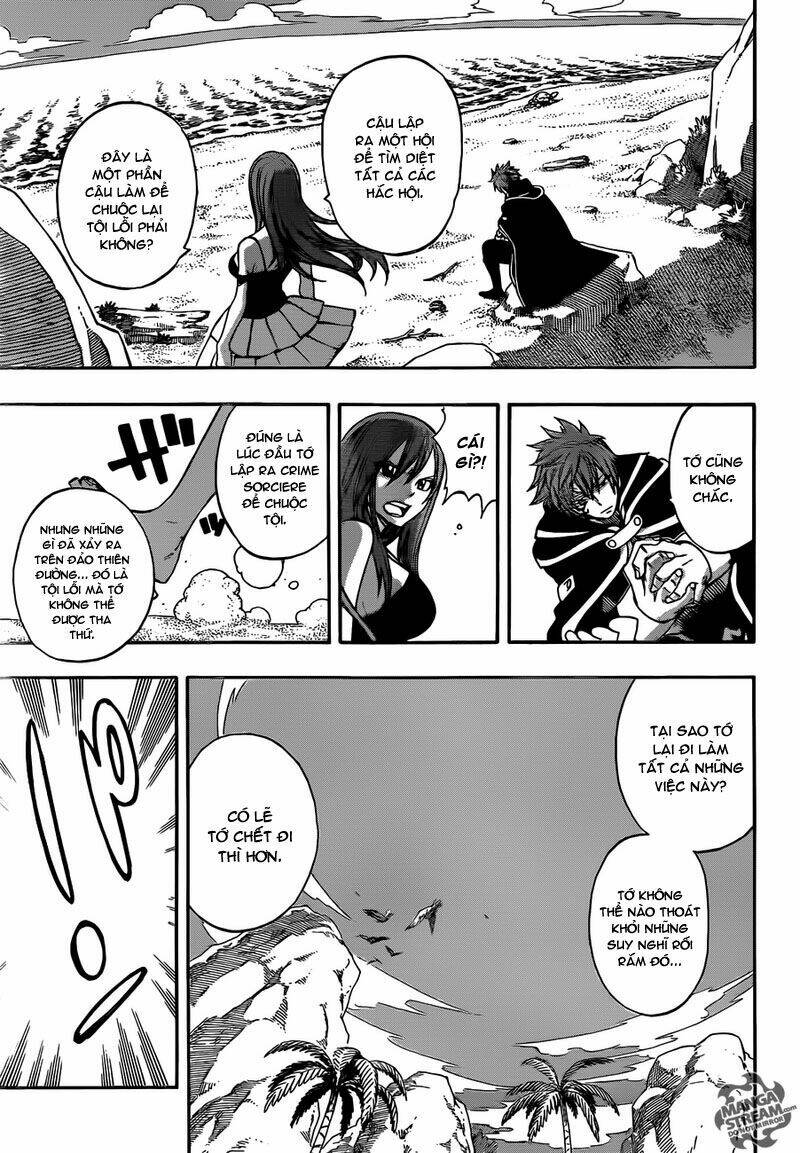 CẬU LẬP
RA MỘT HỘI
ĐỂ TÌM DIỆT
TẤT CẢ CÁC
HẮC HỘI.
ĐÂY LÀ
MỘT PHẦN
CẬU LÀM ĐỂ
CHUỘC LẠI
TỘI LỖI PHẢI
KHÔNG?
TỚ CŨNG
KHÔNG
CHẮC.
CÁI
GÌ?!
ĐÚNG LÀ
LÚC ĐẦU TỚ
LẬP RA CRIME
SORCIERE
ĐỂ CHUỘC
TỘI.
NHƯNG NHỮNG
GÌ ĐÃ XẢY RA
TRÊN ĐẢO THIÊN
ĐƯỜNG... ĐÓ LÀ
TỘI LỖI MÀ TỚ
KHÔNG THỂ
ĐƯỢC THA
THỨ.
TẠI SAO TỚ
LẠI ĐI LÀM
TẤT CẢ NHỮNG
VIỆC NÀY?
TỚ KHÔNG
THỂ NÀO THOÁT
KHỎI NHỮNG
SUY NGHĨ RỐI
RẮM ĐÓ...
CÓ LẼ
TỚ CHẾT ĐI
THÌ HƠN.
MANGA
STREAM.com
DO NOT MIRROR!